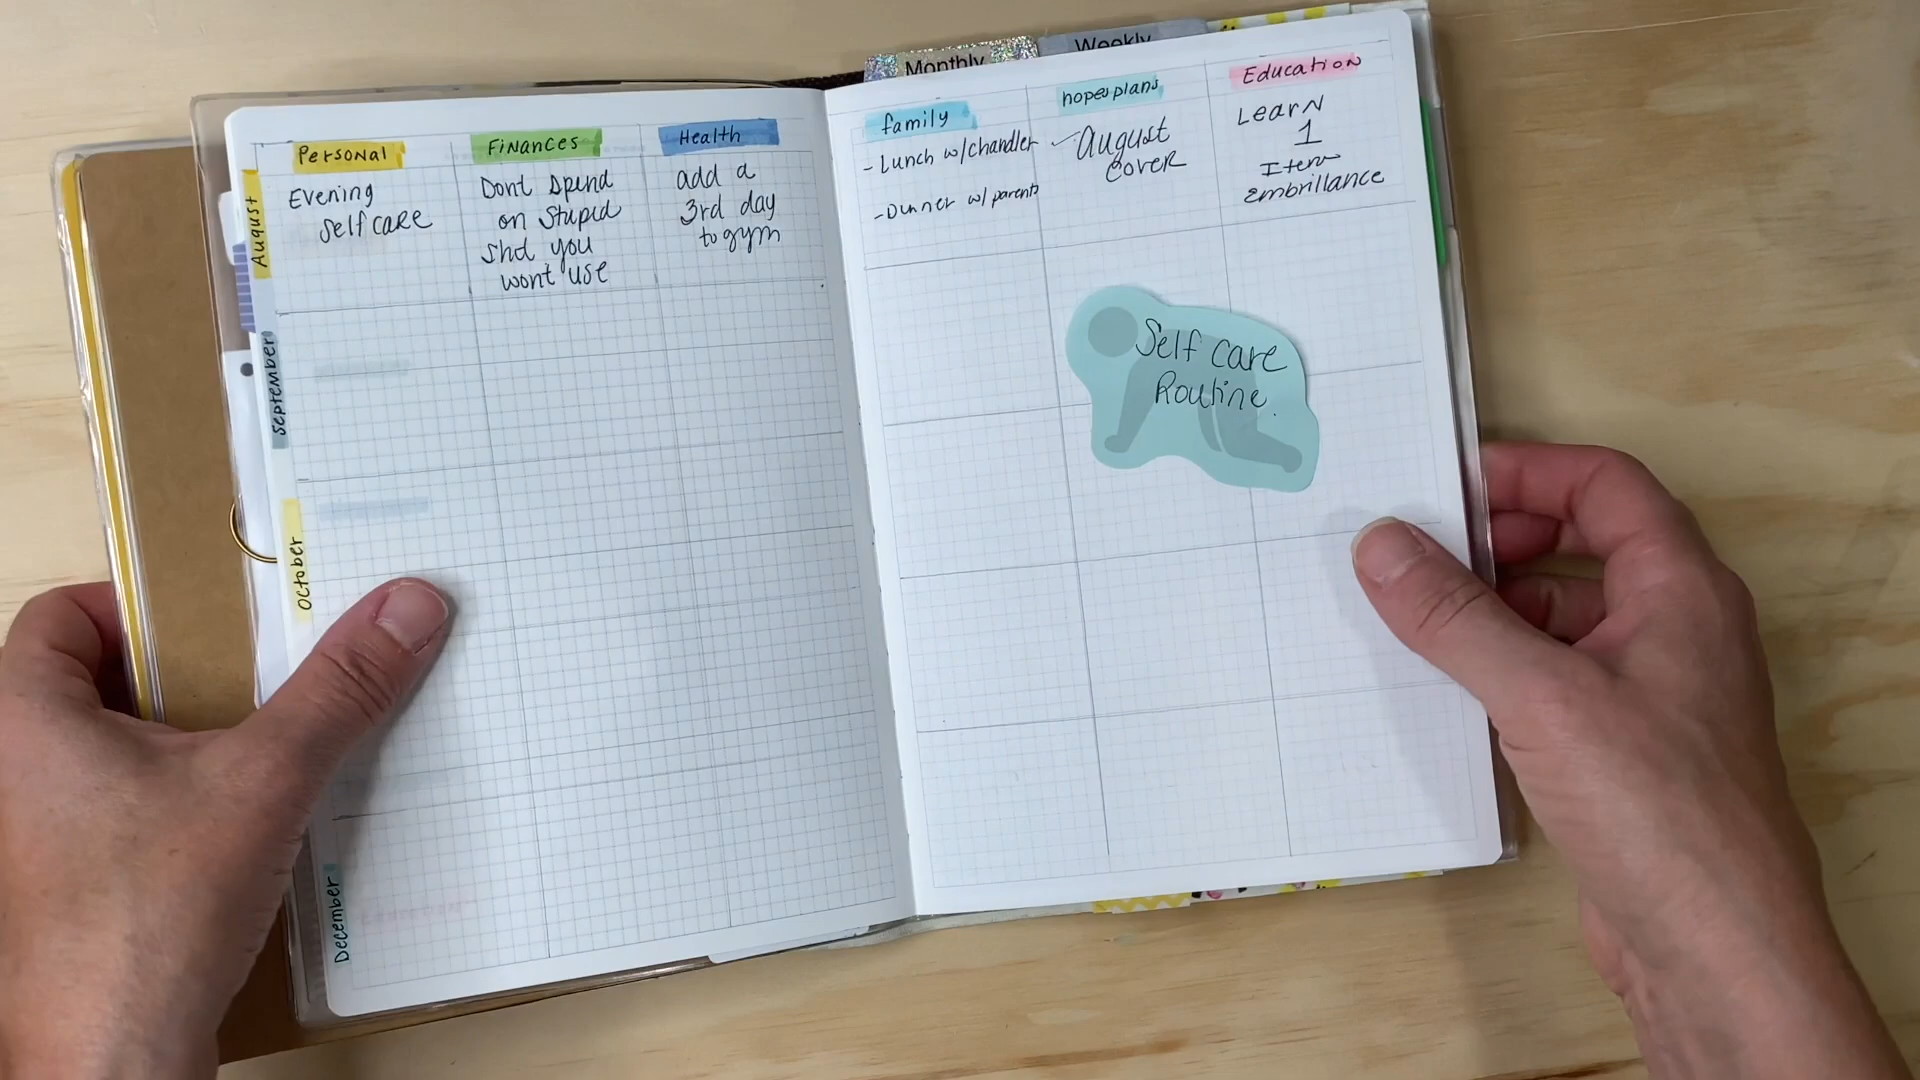 Monthly
Weekly
Personal
Finances
Health
family
hopes plans
Education
August
Evening
Self care
Dont spend
on stupid
shit you
wont use
add a
3rd day
to gym
- Lunch w/chandler
- Dinner w/ parents
August
cover
Learn
1
Item
embrillance
September
October
December
Self care
Routine.